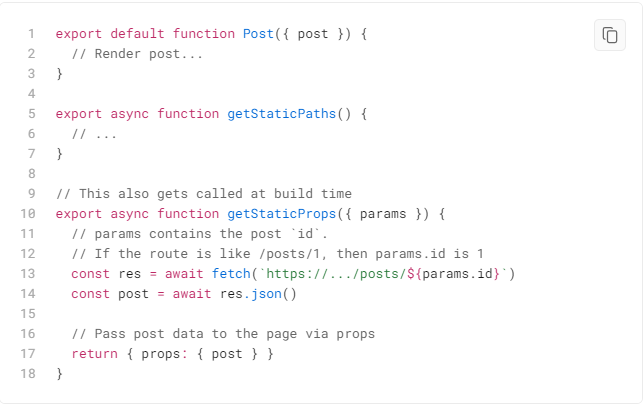 1 export default function Post({ post }) {
2   // Render post...
3 }
4
5 export async function getStaticPaths() {
6   // ...
7 }
8
9 // This also gets called at build time
10 export async function getStaticProps({ params }) {
11   // params contains the post `id`.
12   // If the route is like /posts/1, then params.id is 1
13   const res = await fetch(`https://.../posts/${params.id}`)
14   const post = await res.json()
15
16   // Pass post data to the page via props
17   return { props: { post } }
18 }